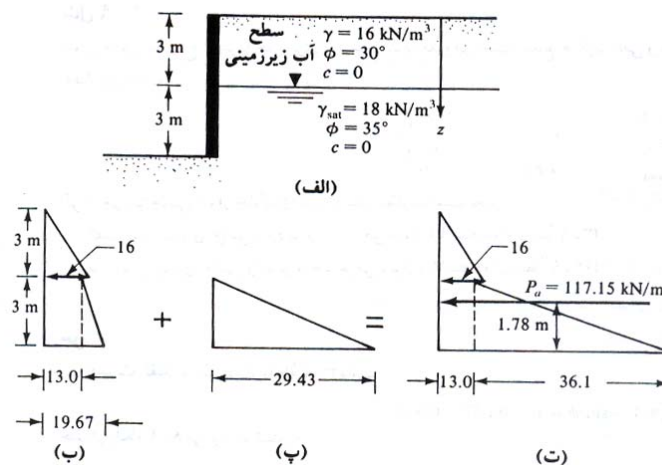 سطح
آب زیرزمینی
γ = 16 kN/m³
ϕ = 30°
c = 0
3 m
3 m
γsat = 18 kN/m³
ϕ = 35°
c = 0
z
(الف)
3 m
3 m
16
13.0
19.67
(ب)
+
29.43
(پ)
=
16
Pa = 117.15 kN/m
1.78 m
13.0
36.1
(ت)